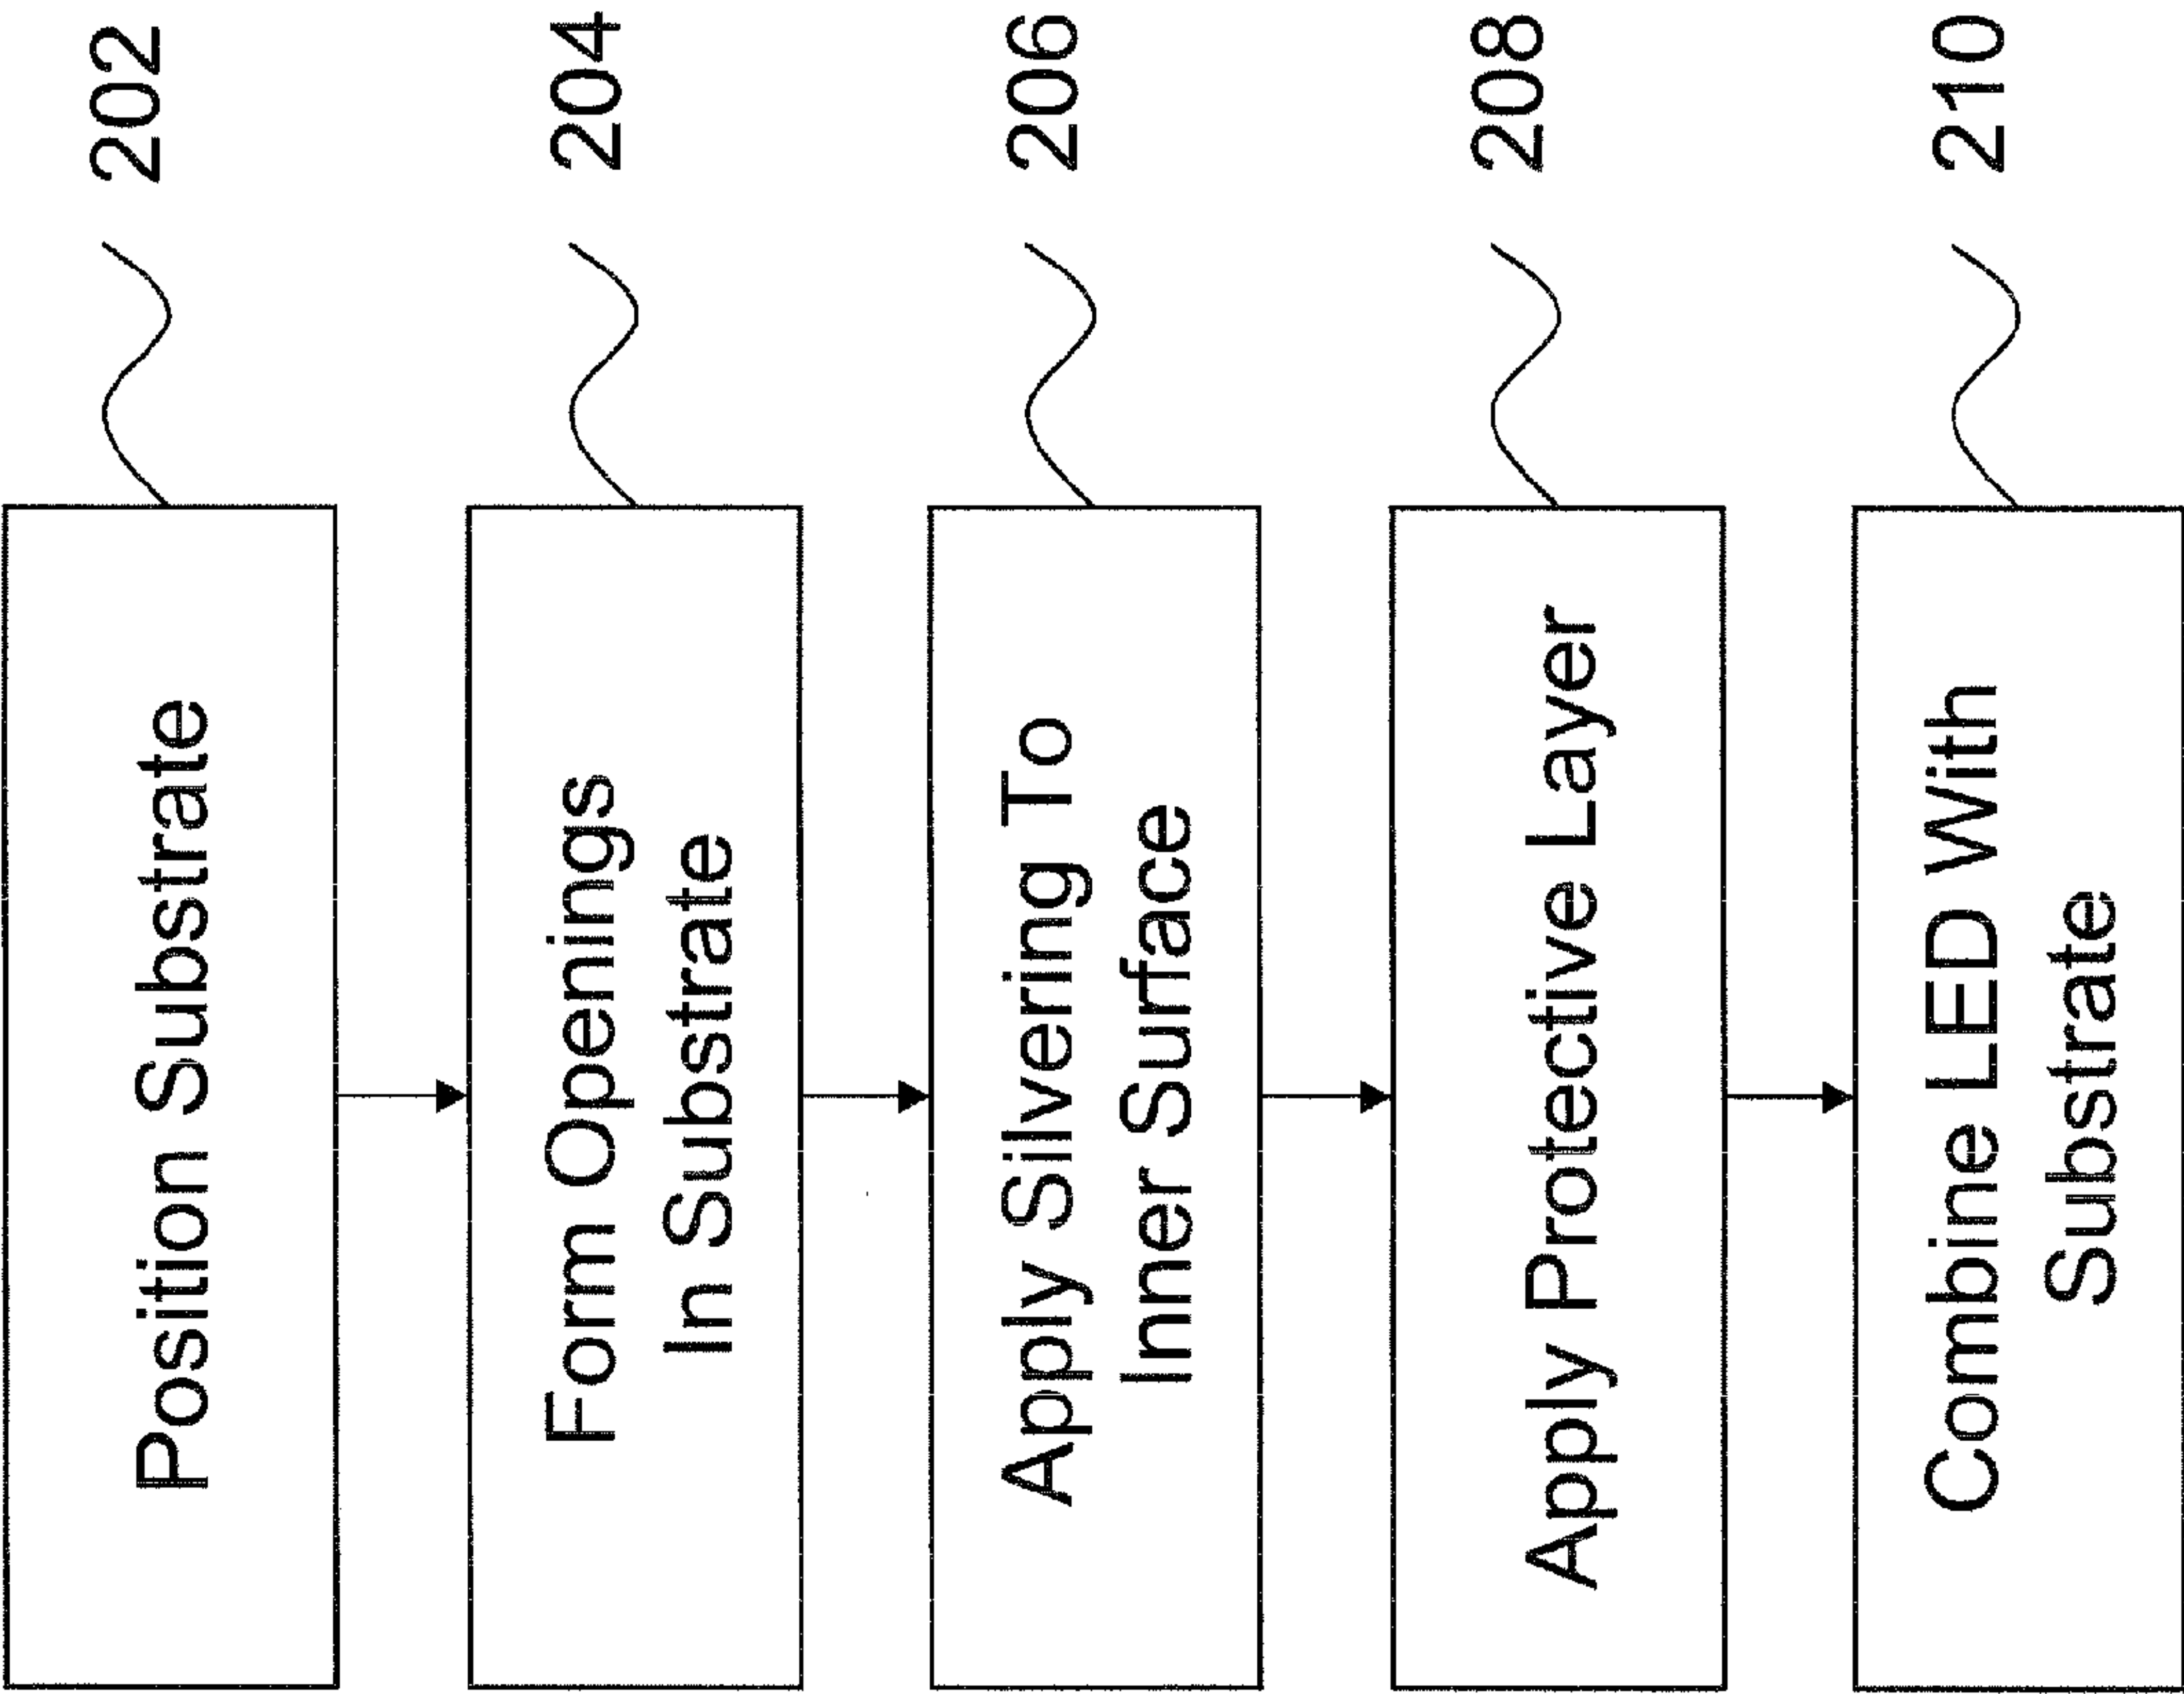 Position Substrate
202
Form Openings
In Substrate
204
Apply Silvering To
Inner Surface
206
Apply Protective Layer
208
Combine LED With
Substrate
210